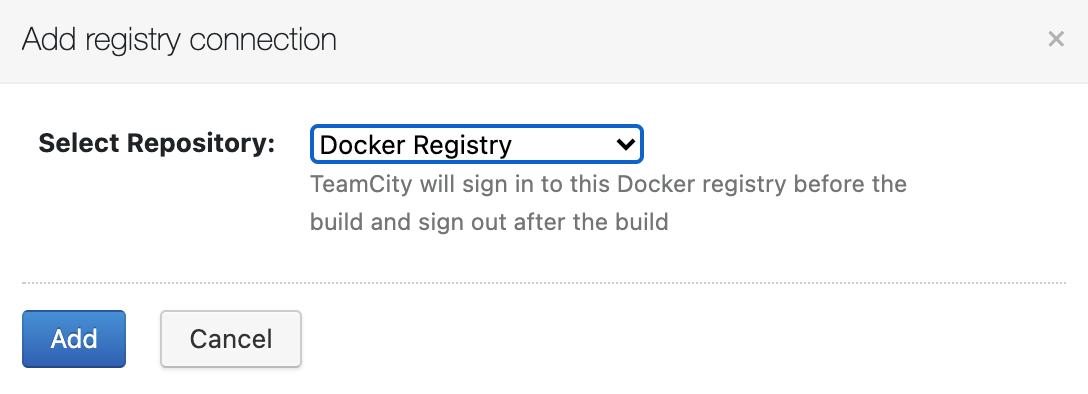 Add registry connection
Select Repository: Docker Registry
TeamCity will sign in to this Docker registry before the
build and sign out after the build
Add Cancel